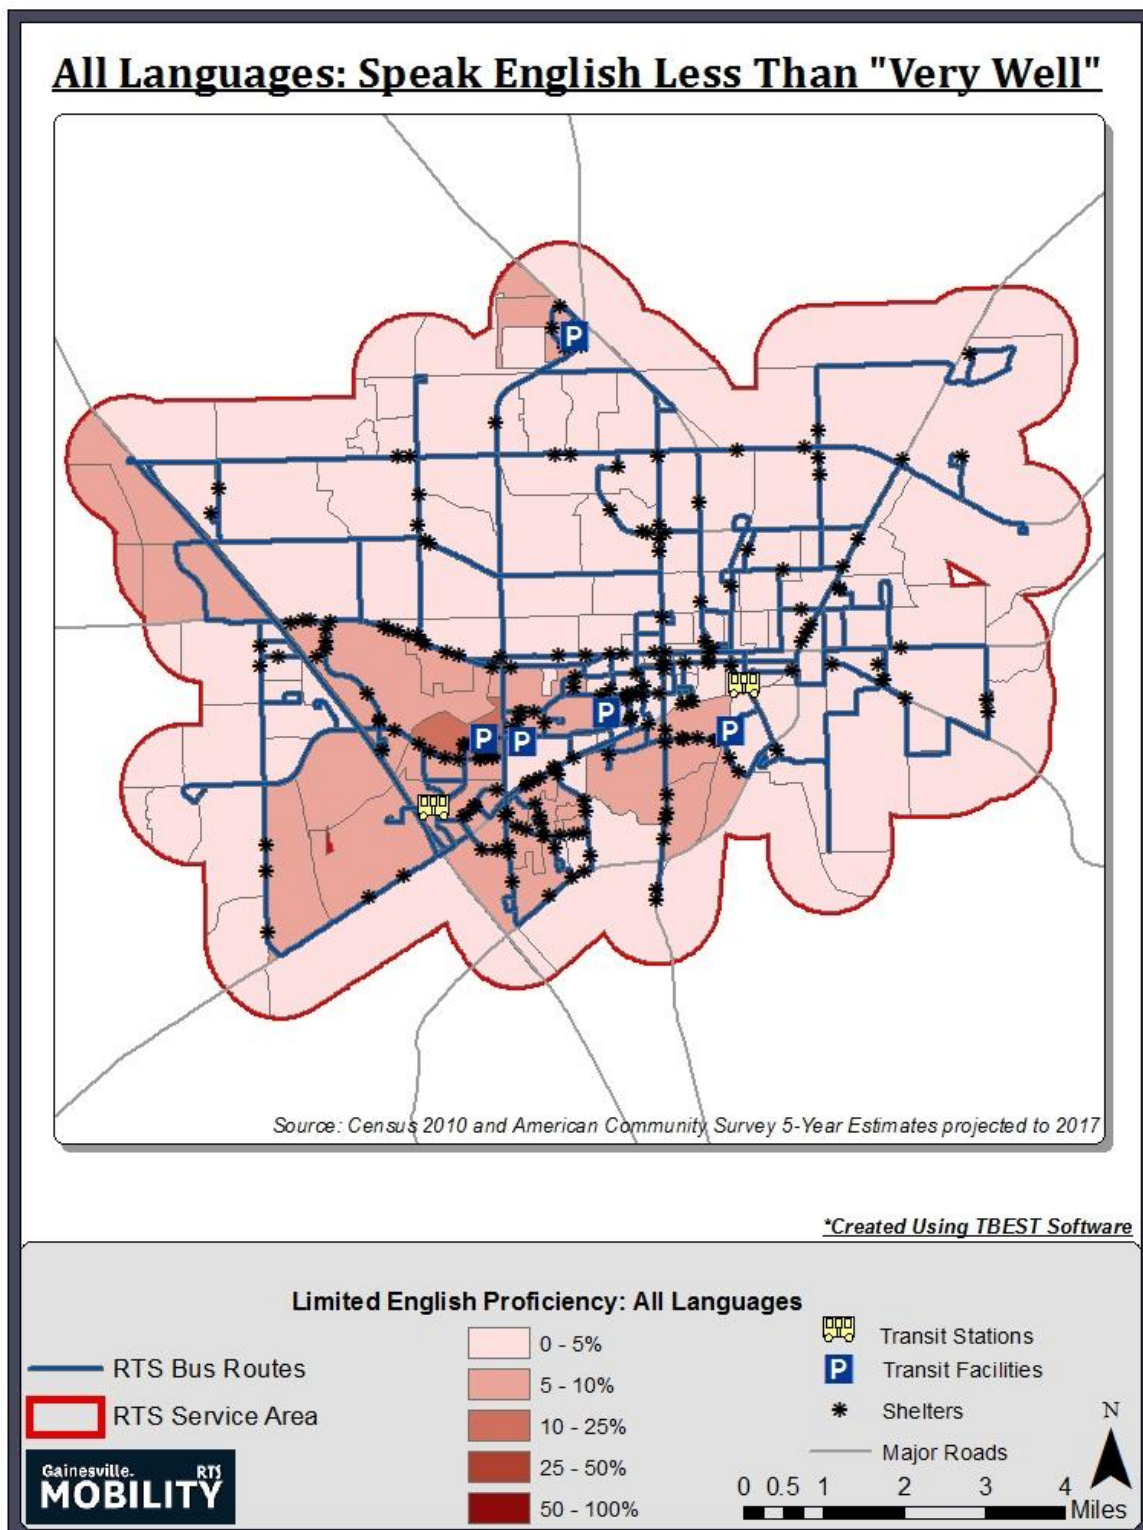 All Languages: Speak English Less Than "Very Well"
P
P
P
P
P
Source: Census 2010 and American Community Survey 5-Year Estimates projected to 2017
*Created Using TBEST Software
Limited English Proficiency: All Languages
RTS Bus Routes
RTS Service Area
Gainesville. RTS
MOBILITY
0 - 5%
5 - 10%
10 - 25%
25 - 50%
50 - 100%
Transit Stations
P Transit Facilities
Shelters
Major Roads
N
0 0.5 1 2 3 4
Miles